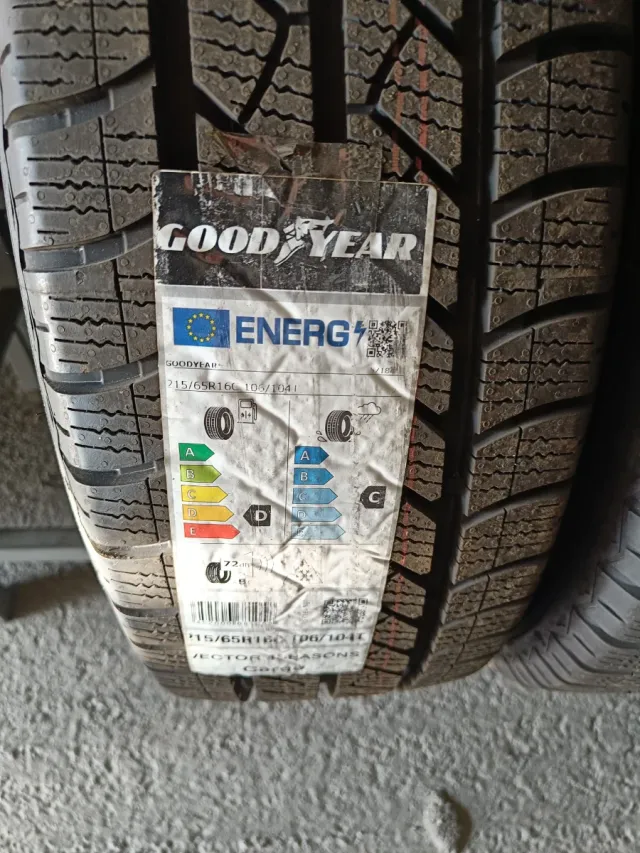 GOODYEAR
ENERG
GOODYEAR
215/65R16C 106/104T
A
B
C
D
E
D
A
B
C
D
E
C
72dB
B
215/65R16C 106/104T
VECTOR 4SEASONS
Cargo